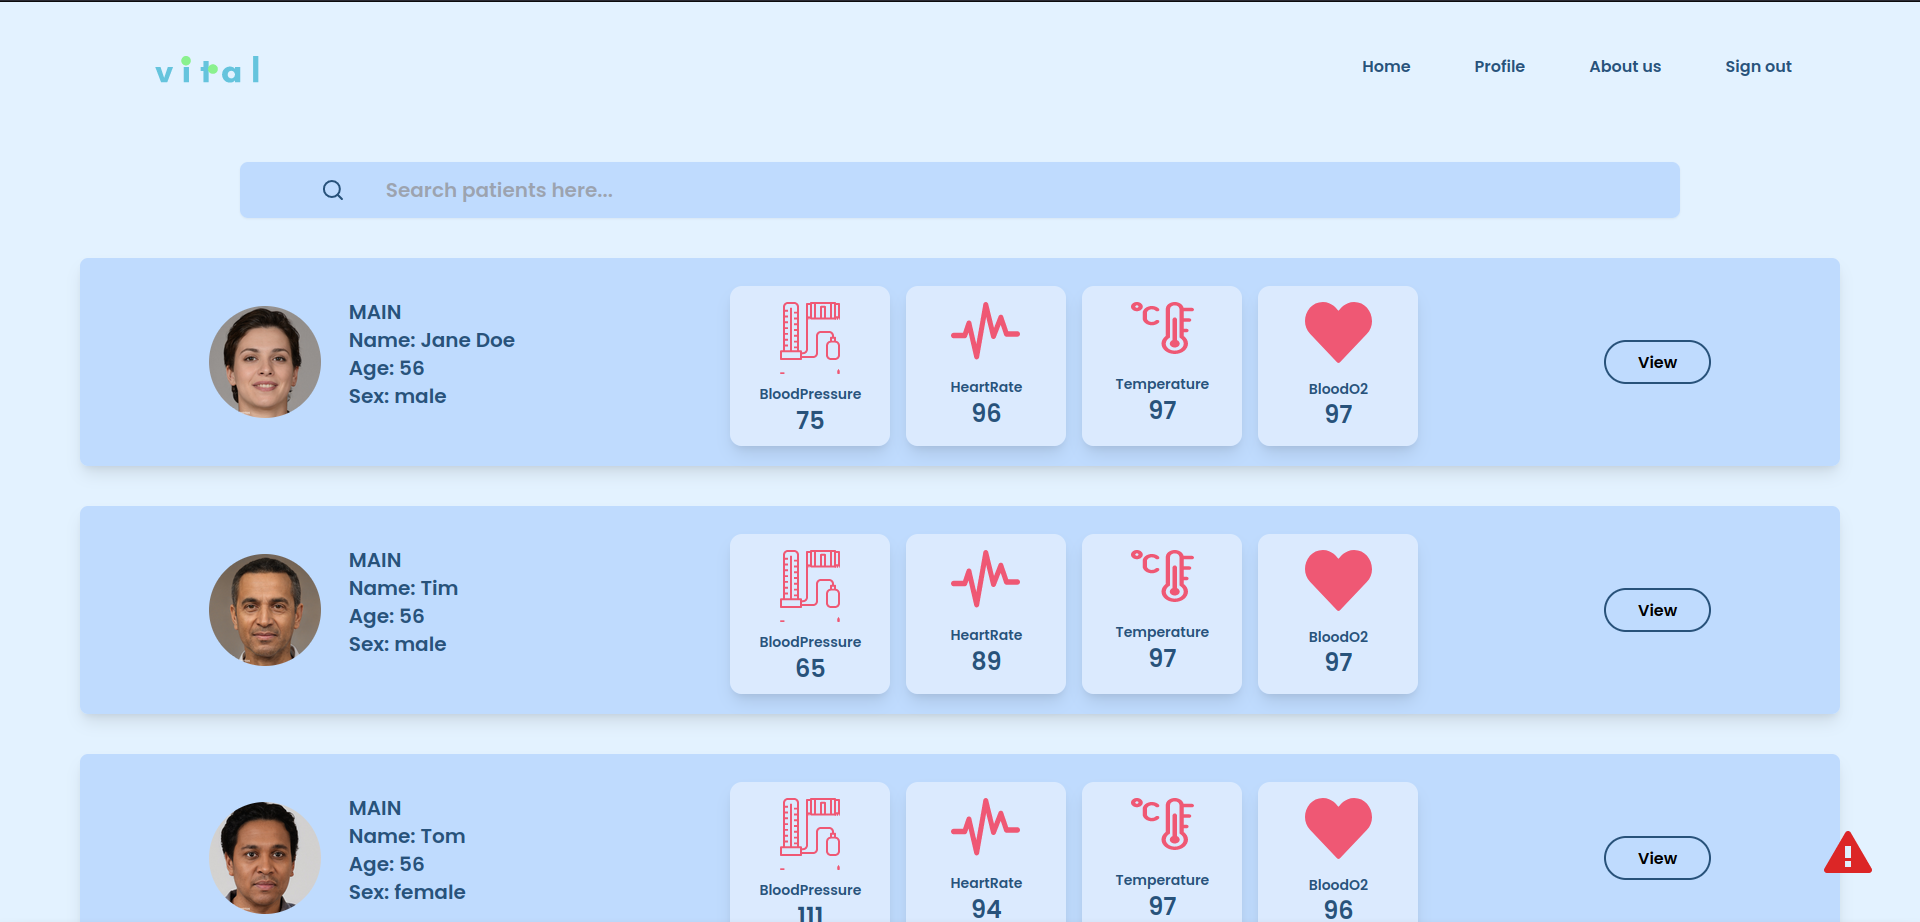 vital
Home Profile About us Sign out
Search patients here...
MAIN
Name: Jane Doe
Age: 56
Sex: male
BloodPressure
75
HeartRate
96
°C
Temperature
97
BloodO2
97
View
MAIN
Name: Tim
Age: 56
Sex: male
BloodPressure
65
HeartRate
89
°C
Temperature
97
BloodO2
97
View
MAIN
Name: Tom
Age: 56
Sex: female
BloodPressure
111
HeartRate
94
°C
Temperature
97
BloodO2
96
View